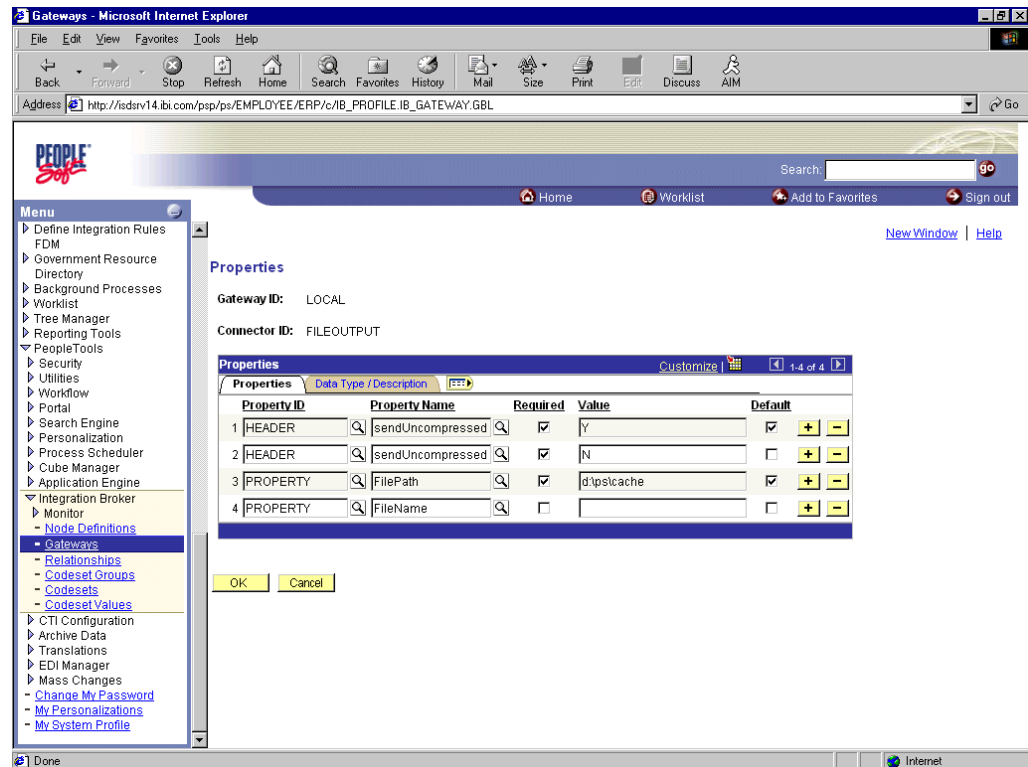 Gateways - Microsoft Internet Explorer
File Edit View Favorites Tools Help
Back Forward Stop Refresh Home Search Favorites History Mail Size Print Edit Discuss AIM
Address http://isdsrv14.ibi.com/psp/ps/EMPLOYEE/ERP/c/IB_PROFILE.IB_GATEWAY.GBL Go
PEOPLE
Soft
Search: go
Home Worklist Add to Favorites Sign out
Menu
Define Integration Rules
FDM
Government Resource
Directory
Background Processes
Worklist
Tree Manager
Reporting Tools
PeopleTools
Security
Utilities
Workflow
Portal
Search Engine
Personalization
Process Scheduler
Cube Manager
Application Engine
Integration Broker
Monitor
Node Definitions
Gateways
Relationships
Codeset Groups
Codesets
Codeset Values
CTI Configuration
Archive Data
Translations
EDI Manager
Mass Changes
Change My Password
My Personalizations
My System Profile
New Window | Help
Properties
Gateway ID: LOCAL
Connector ID: FILEOUTPUT
Properties Customize | 1-4 of 4
Properties Data Type / Description
Property ID Property Name Required Value Default
1 HEADER sendUncompressed Y + -
2 HEADER sendUncompressed N + -
3 PROPERTY FilePath d:\ps\cache + -
4 PROPERTY FileName + -
OK Cancel
Done Internet